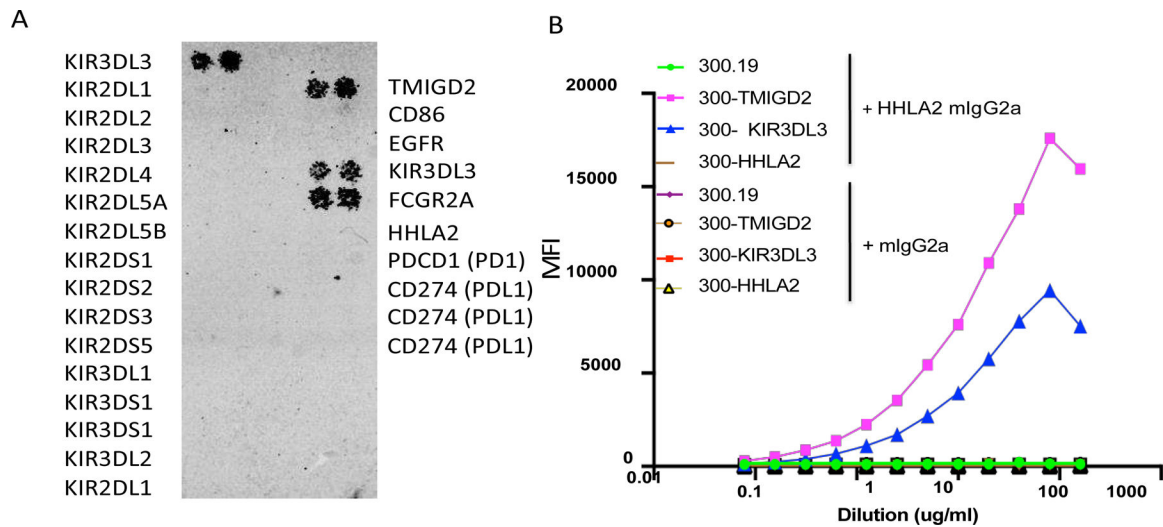 A
KIR3DL3
KIR2DL1
KIR2DL2
KIR2DL3
KIR2DL4
KIR2DL5A
KIR2DL5B
KIR2DS1
KIR2DS2
KIR2DS3
KIR2DS5
KIR3DL1
KIR3DS1
KIR3DS1
KIR3DL2
KIR2DL1
TMIGD2
CD86
EGFR
KIR3DL3
FCGR2A
HHLA2
PDCD1 (PD1)
CD274 (PDL1)
CD274 (PDL1)
CD274 (PDL1)
B
20000
15000
10000
5000
0
MFI
300.19
300-TMIGD2
300- KIR3DL3
300-HHLA2
+ HHLA2 mIgG2a
300.19
300-TMIGD2
300-KIR3DL3
300-HHLA2
+ mIgG2a
0.01 0.1 1 10 100 1000
Dilution (ug/ml)